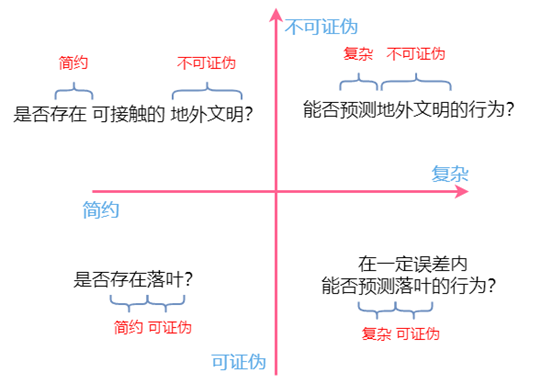 不可证伪
简约 不可证伪
是否存在 可接触的 地外文明?
复杂 不可证伪
能否预测地外文明的行为?
复杂
简约
是否存在落叶?
简约 可证伪
在一定误差内
能否预测落叶的行为?
复杂 可证伪
可证伪